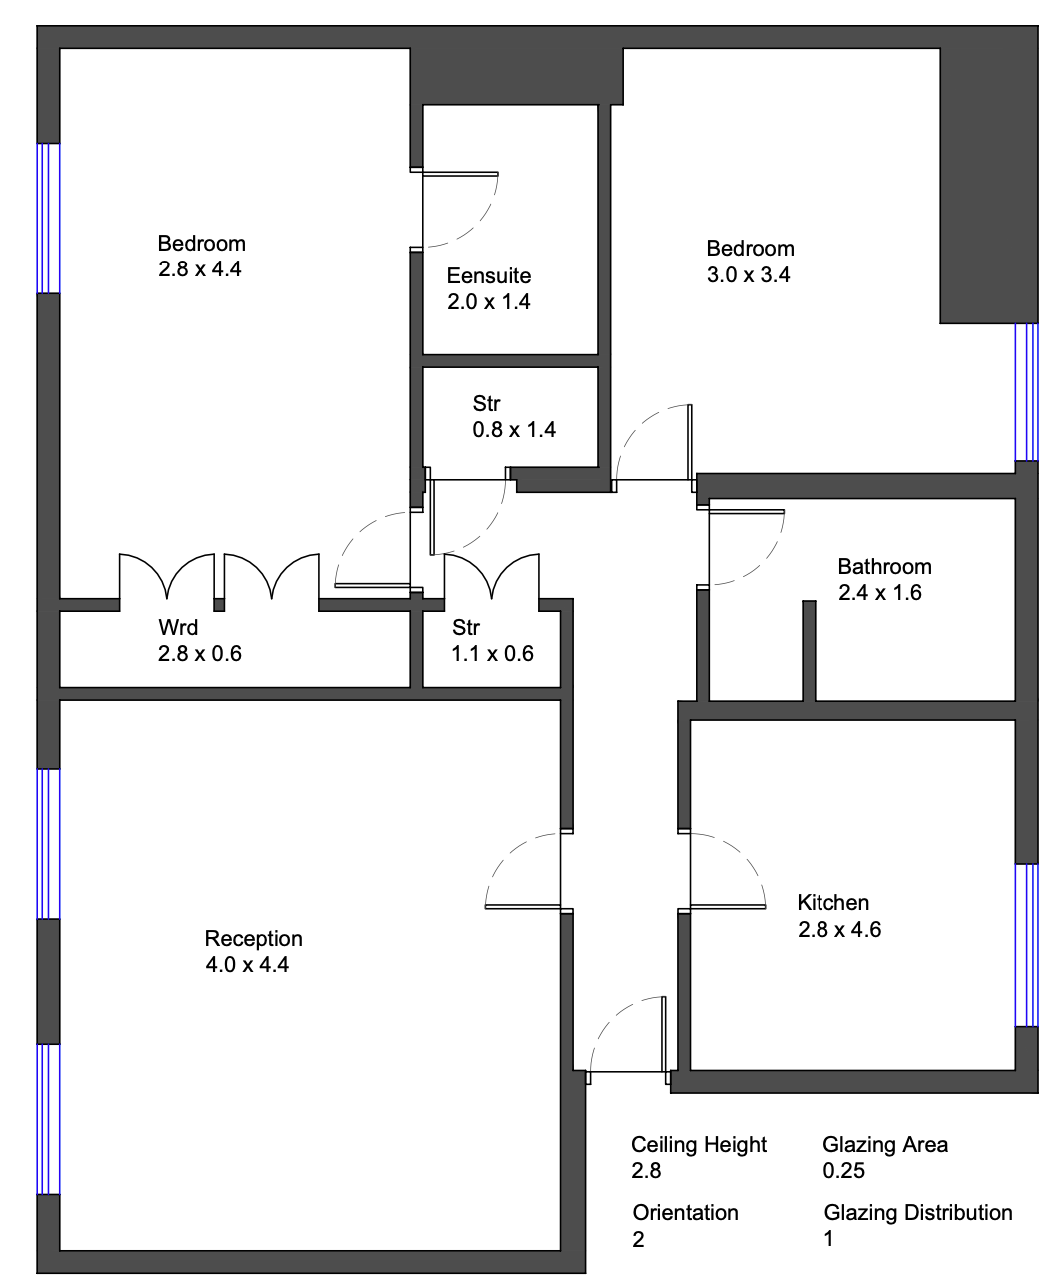 Bedroom
2.8 x 4.4
Bedroom
3.0 x 3.4
Eensuite
2.0 x 1.4
Str
0.8 x 1.4
Bathroom
2.4 x 1.6
Wrd
2.8 x 0.6
Str
1.1 x 0.6
Kitchen
2.8 x 4.6
Reception
4.0 x 4.4
Ceiling Height
2.8
Glazing Area
0.25
Orientation
2
Glazing Distribution
1